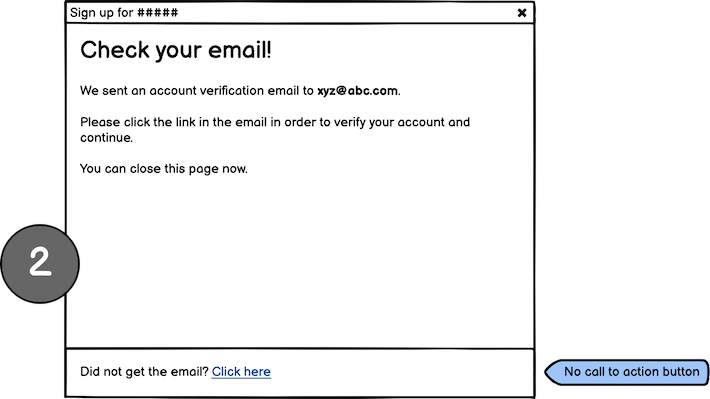 Sign up for #####
Check your email!
We sent an account verification email to xyz@abc.com.
Please click the link in the email in order to verify your account and
continue.
You can close this page now.
2
Did not get the email? Click here
No call to action button